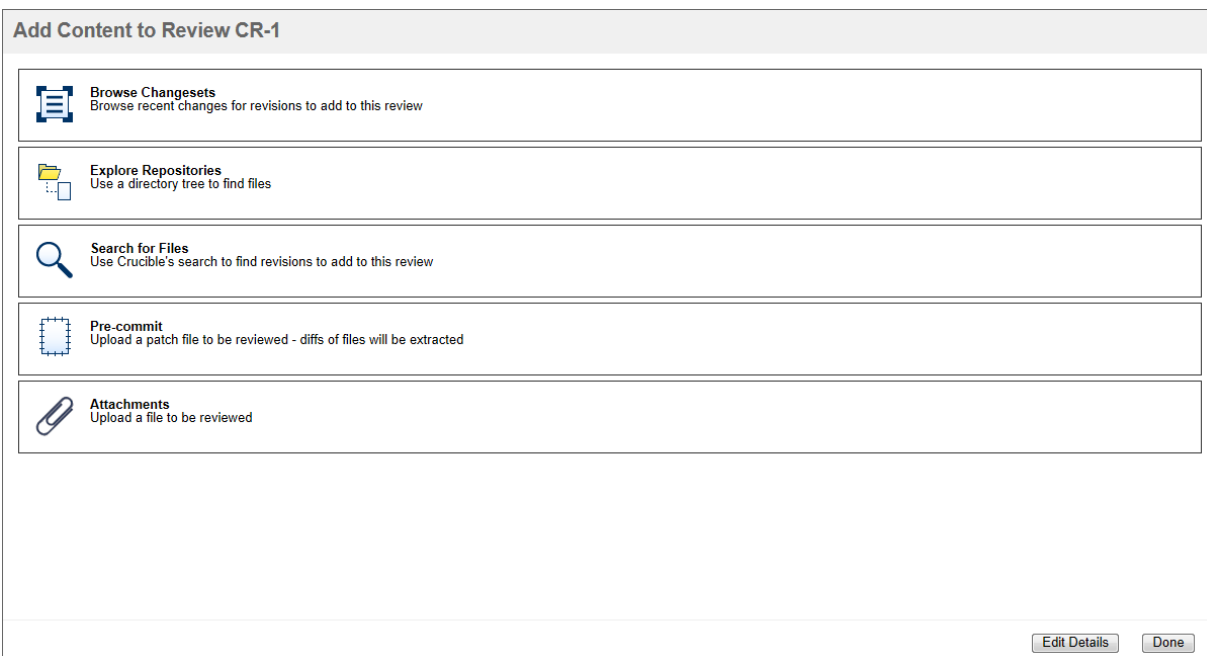 Add Content to Review CR-1
Browse Changesets
Browse recent changes for revisions to add to this review
Explore Repositories
Use a directory tree to find files
Search for Files
Use Crucible's search to find revisions to add to this review
Pre-commit
Upload a patch file to be reviewed - diffs of files will be extracted
Attachments
Upload a file to be reviewed
Edit Details
Done